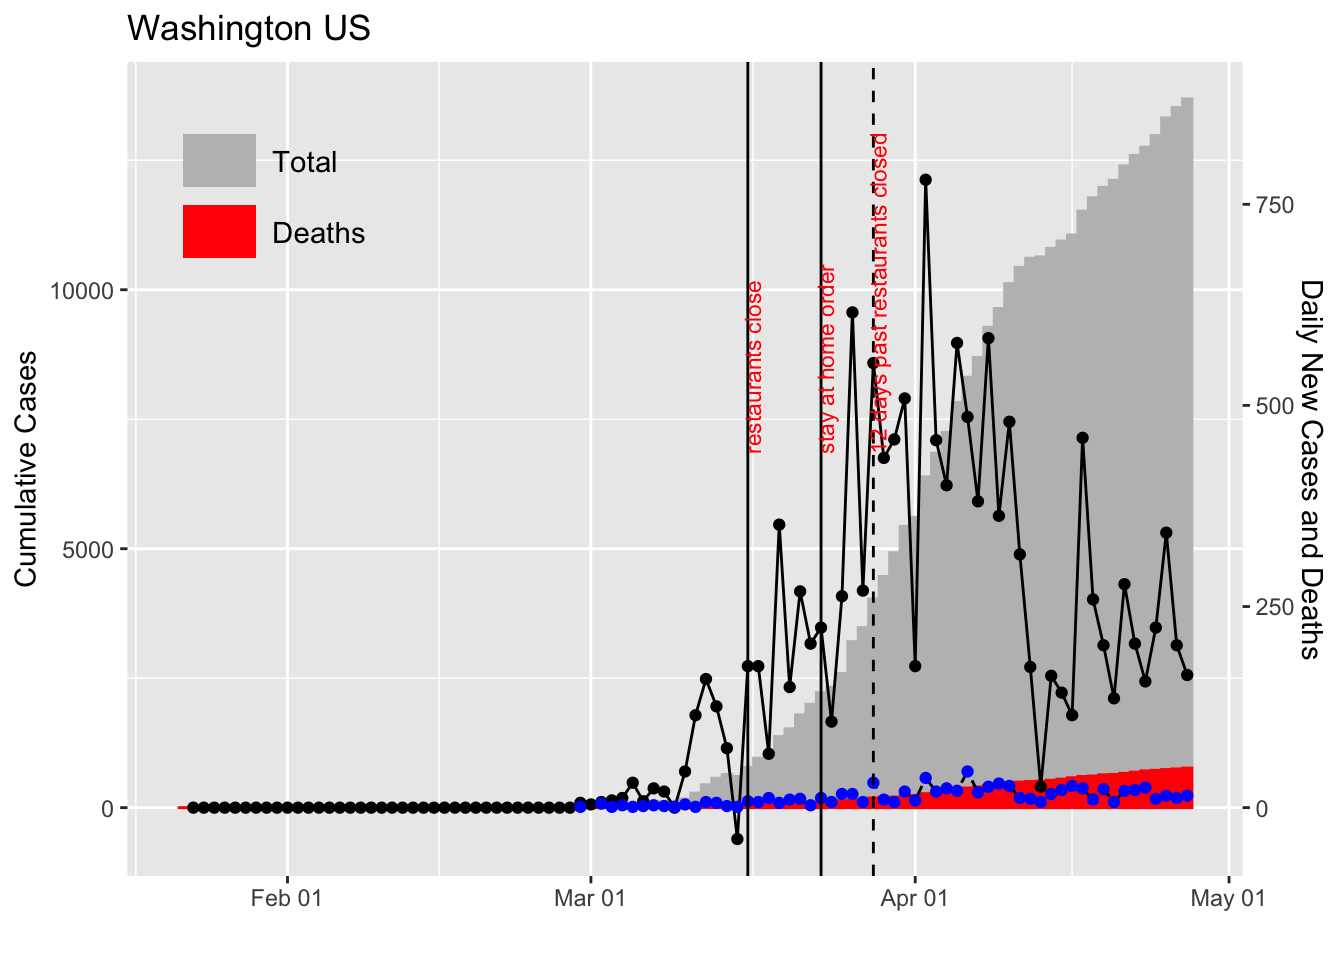 Washington US
Total
Deaths
10000
5000
0
Cumulative Cases
restaurants close
stay at home order
12 days past restaurants closed
750
500
250
0
Daily New Cases and Deaths
Feb 01
Mar 01
Apr 01
May 01